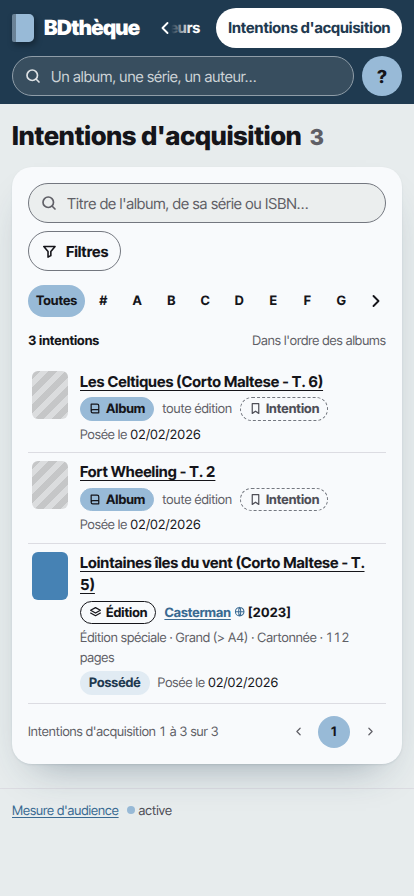 BDthèque
Intentions d'acquisition
Un album, une série, un auteur...
?
Intentions d'acquisition 3
Titre de l'album, de sa série ou ISBN...
Filtres
Toutes # A B C D E F G
3 intentions Dans l'ordre des albums
Les Celtiques (Corto Maltese - T. 6)
Album toute édition Intention
Posée le 02/02/2026
Fort Wheeling - T. 2
Album toute édition Intention
Posée le 02/02/2026
Lointaines îles du vent (Corto Maltese - T.
5)
Édition Casterman [2023]
Édition spéciale · Grand (> A4) · Cartonnée · 112
pages
Possédé Posée le 02/02/2026
Intentions d'acquisition 1 à 3 sur 3 1
Mesure d'audience active